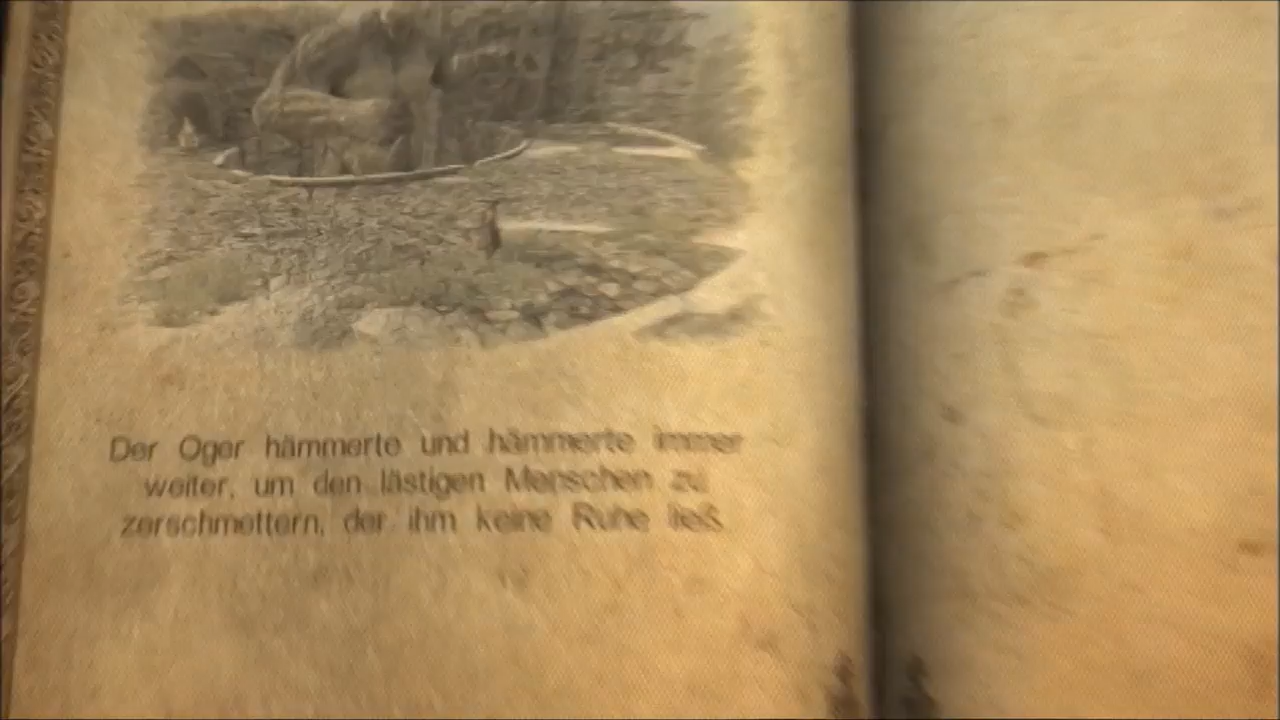 Der Oger hämmerte und hämmerte immer
weiter, um den lästigen Menschen zu
zerschmettern, der ihm keine Ruhe ließ.